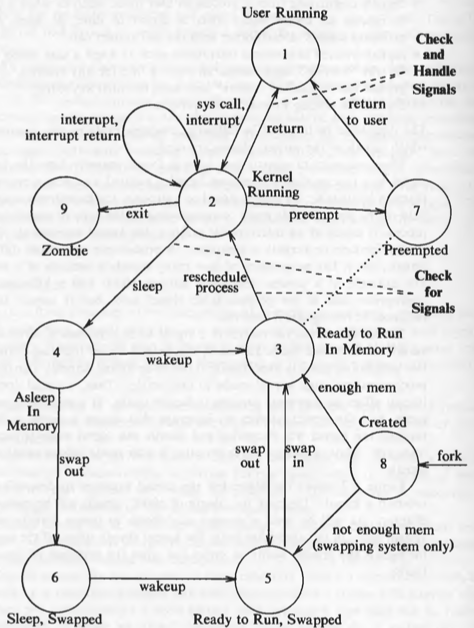 User Running
1
Check
and
Handle
Signals
sys call,
interrupt
interrupt,
interrupt return
return
return
to user
Kernel
Running
2
9
exit
preempt
7
Zombie
Preempted
sleep
reschedule
process
Check
for
Signals
Ready to Run
In Memory
4
wakeup
3
Asleep
In
Memory
enough mem
Created
8
fork
swap
out
swap
out
swap
in
not enough mem
(swapping system only)
6
wakeup
5
Sleep, Swapped
Ready to Run, Swapped